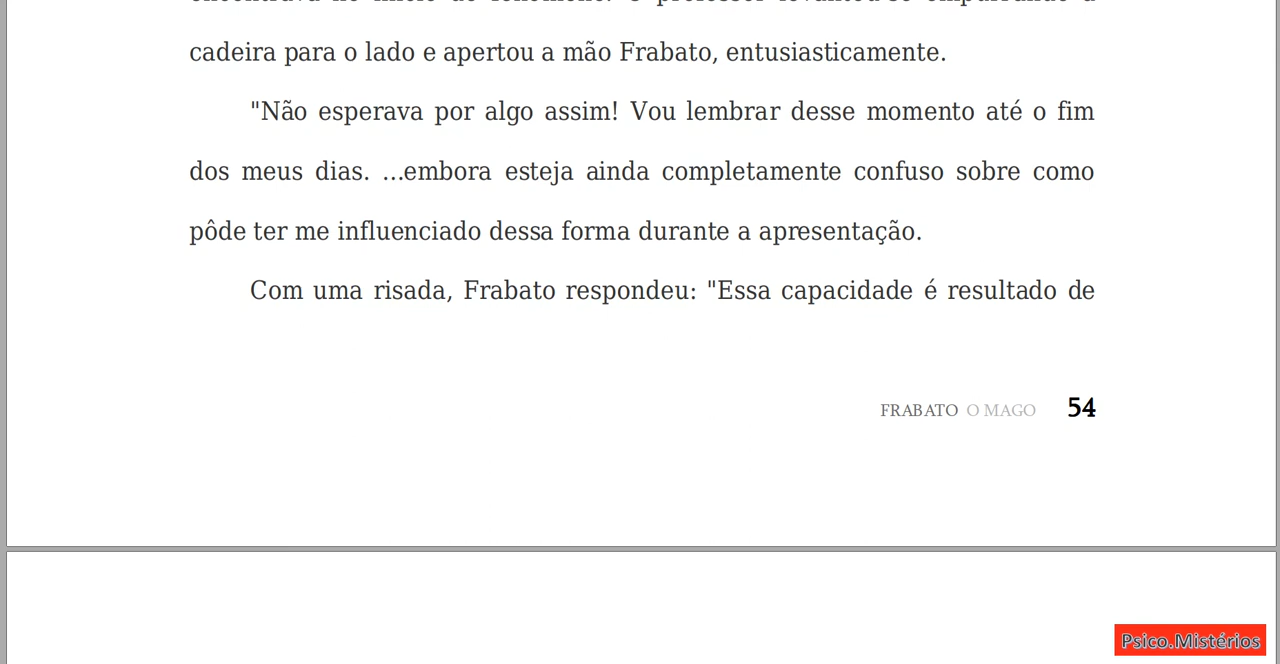 cadeira para o lado e apertou a mão Frabato, entusiasticamente.
"Não esperava por algo assim! Vou lembrar desse momento até o fim
dos meus dias. ...embora esteja ainda completamente confuso sobre como
pôde ter me influenciado dessa forma durante a apresentação.
Com uma risada, Frabato respondeu: "Essa capacidade é resultado de
FRABATO O MAGO 54
Psico.Mistérios